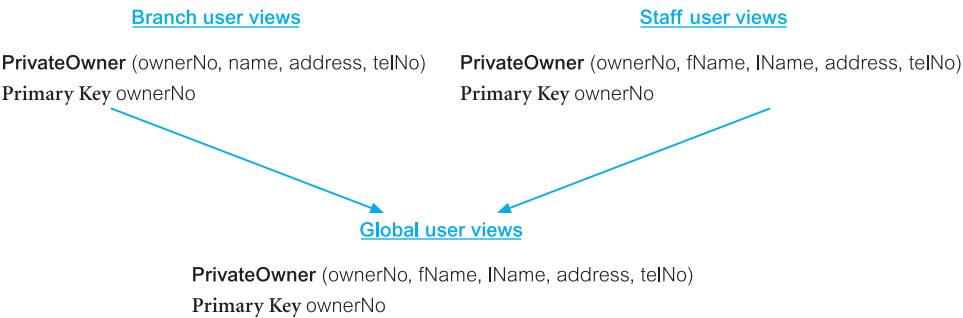 Branch user views
Staff user views
PrivateOwner (ownerNo, name, address, telNo)
PrivateOwner (ownerNo, fName, lName, address, telNo)
Primary Key ownerNo
Primary Key ownerNo
Global user views
PrivateOwner (ownerNo, fName, lName, address, telNo)
Primary Key ownerNo